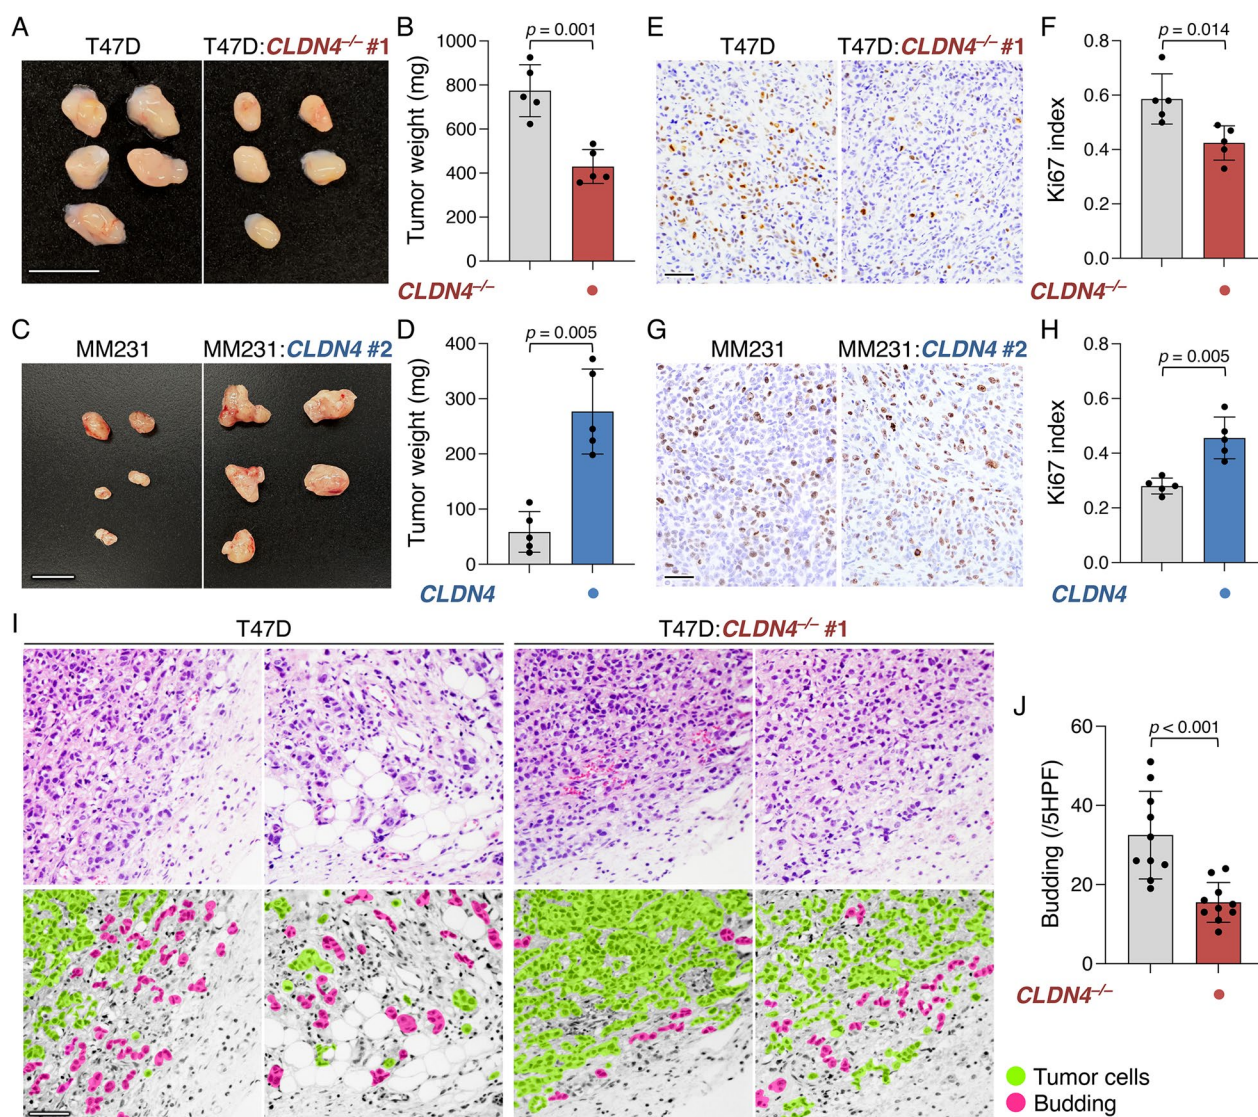 A
T47D
T47D:CLDN4–/– #1
B
Tumor weight (mg)
1000
800
600
400
200
0
p = 0.001
CLDN4–/–
E
T47D
T47D:CLDN4–/– #1
F
Ki67 index
0.8
0.6
0.4
0.2
0.0
p = 0.014
CLDN4–/–
C
MM231
MM231:CLDN4 #2
D
Tumor weight (mg)
400
300
200
100
0
p = 0.005
CLDN4
G
MM231
MM231:CLDN4 #2
H
Ki67 index
0.8
0.6
0.4
0.2
0.0
p = 0.005
CLDN4
I
T47D
T47D:CLDN4–/– #1
J
Budding (/5HPF)
60
40
20
0
p < 0.001
CLDN4–/–
Tumor cells
Budding